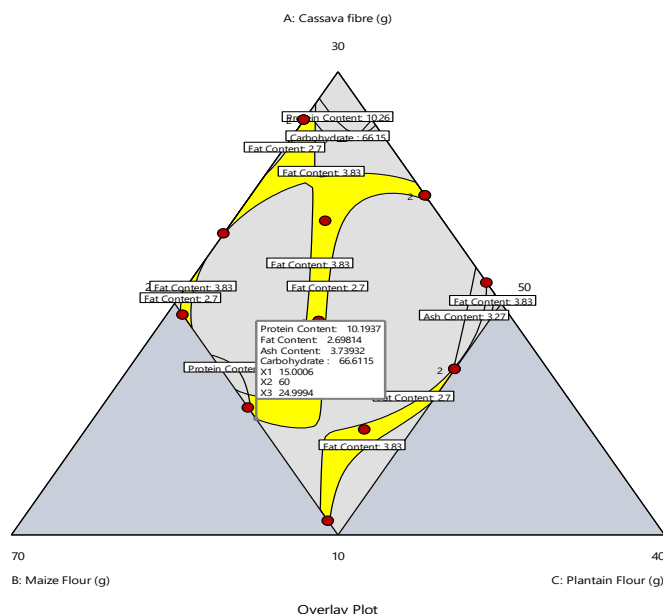 A: Cassava fibre (g)
30
2
Protein Content: 10.26
Carbohydrate : 66.15
Fat Content: 2.7
Fat Content: 3.83
2
Fat Content: 3.83
Fat Content: 2.7
2
Fat Content: 3.83
Fat Content: 2.7
50
Fat Content: 3.83
Ash Content: 3.27
Protein Content: 10.1937
Fat Content: 2.69814
Ash Content: 3.73932
Carbohydrate : 66.6115
X1 15.0006
X2 60
X3 24.9994
Protein Conten
2
Fat Content: 2.7
Fat Content: 3.83
70
10
40
B: Maize Flour (g)
C: Plantain Flour (g)
Overlay Plot